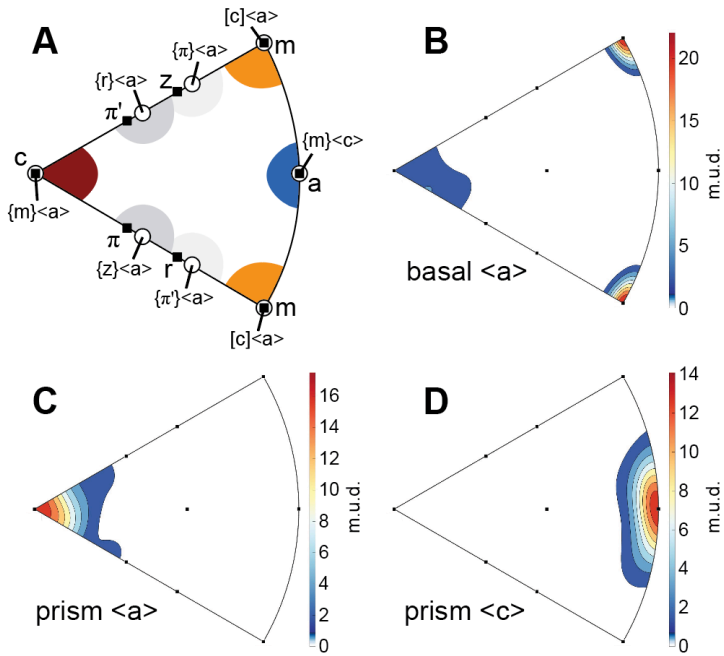 A
[c]<a>
m
{π}<a>
{r}<a>
z
π'
c
{m}<c>
a
{m}<a>
π
{z}<a>
r
{π'}<a>
m
[c]<a>
B
20
15
10
5
0
m.u.d.
basal <a>
C
16
14
12
10
8
6
4
2
0
m.u.d.
prism <a>
D
14
12
10
8
6
4
2
0
m.u.d.
prism <c>